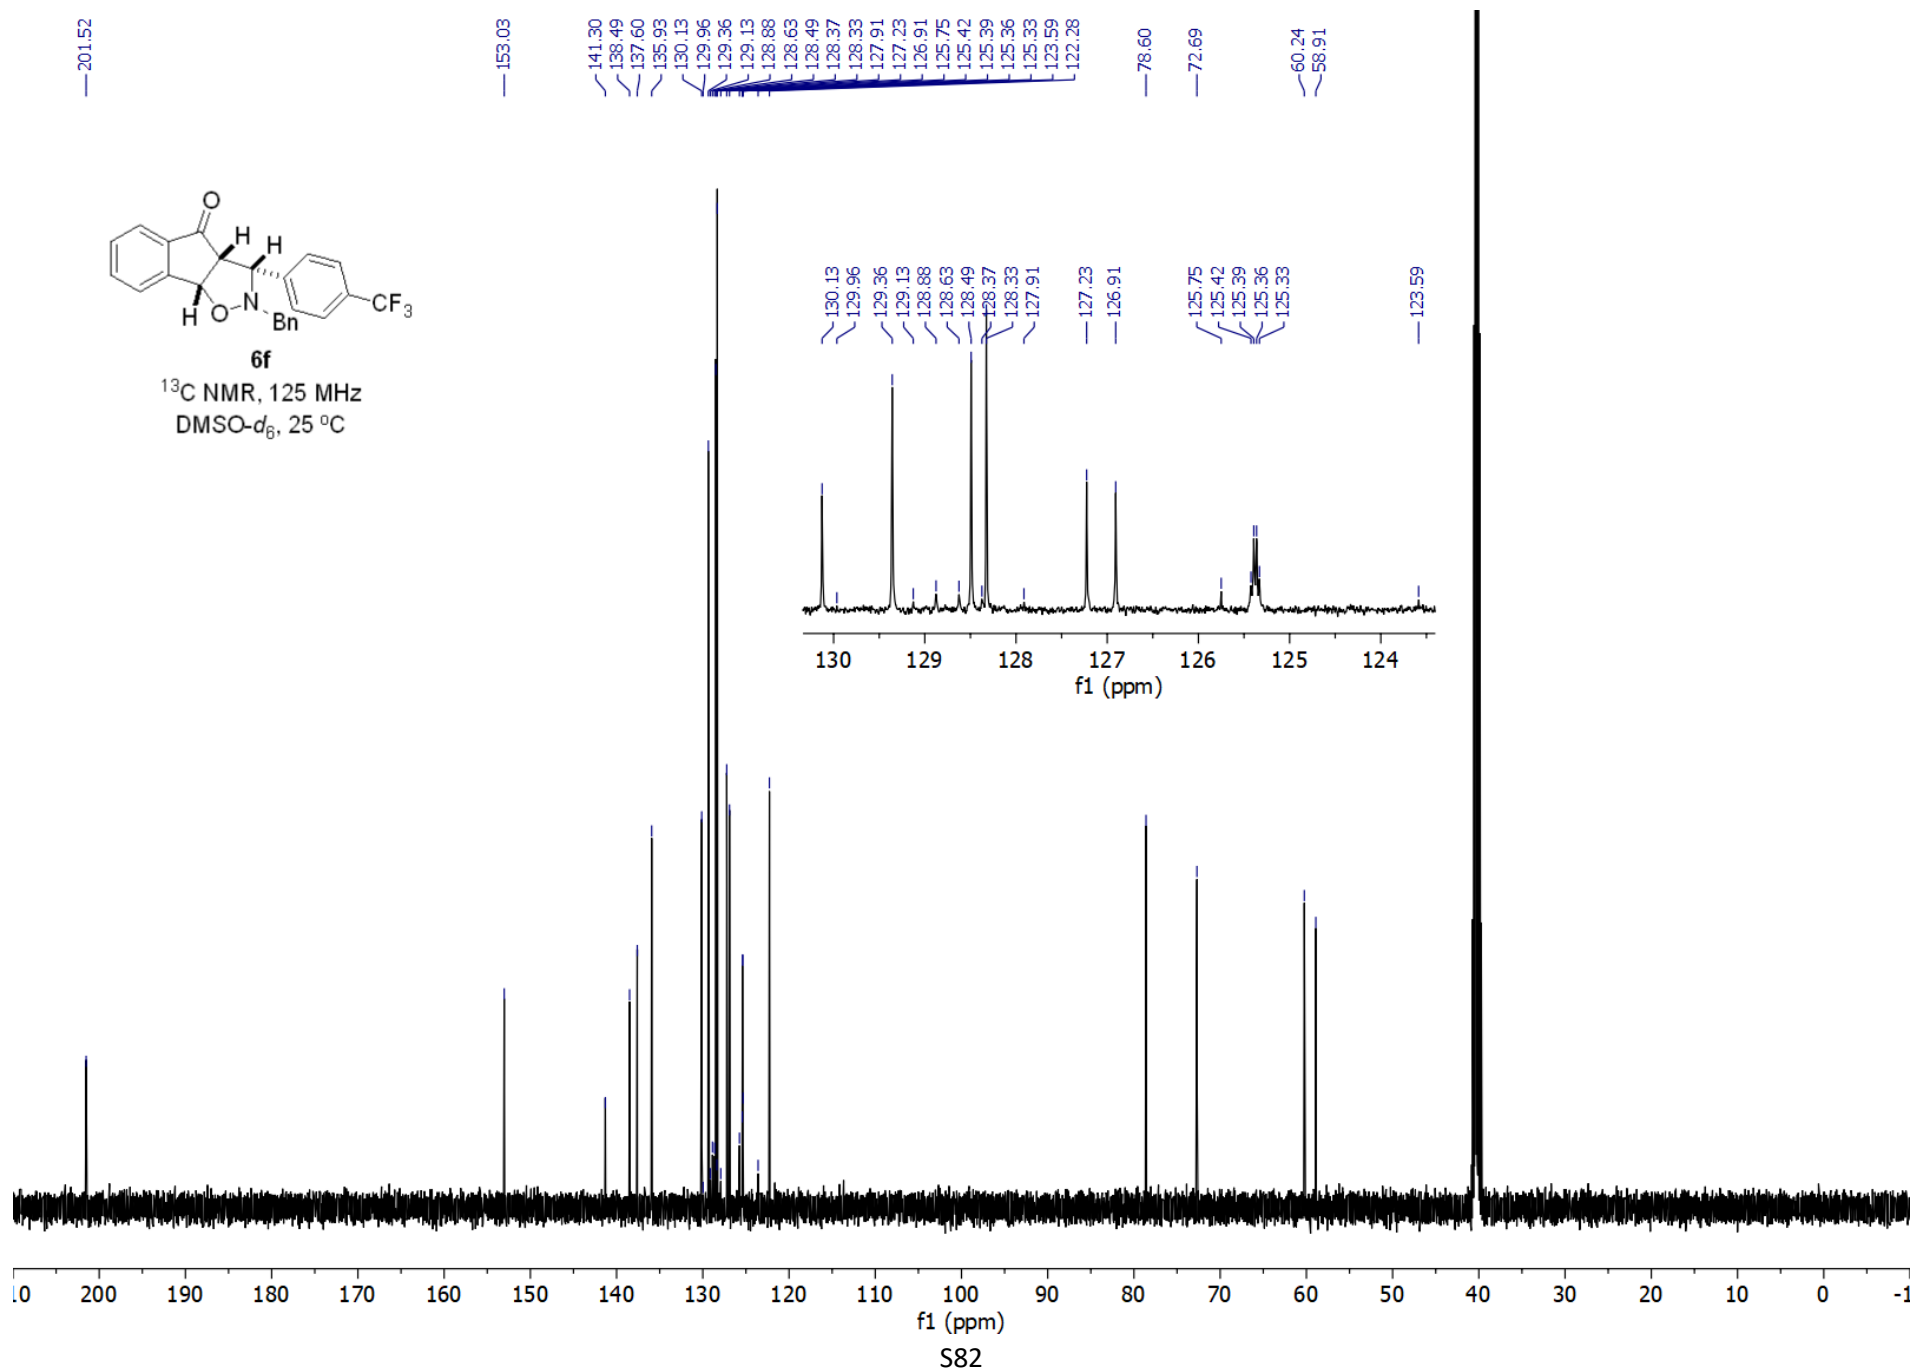 201.52
153.03
141.30
138.49
137.60
135.93
130.13
129.96
129.36
129.13
128.88
128.63
128.49
128.37
128.33
127.91
127.23
126.91
125.75
125.42
125.39
125.36
125.33
123.59
122.28
78.60
72.69
60.24
58.91
O
H
H
H
O
N
Bn
CF₃
6f
¹³C NMR, 125 MHz
DMSO-d₆, 25 ⁰C
130.13
129.96
129.36
129.13
128.88
128.63
128.49
128.37
128.33
127.91
127.23
126.91
125.75
125.42
125.39
125.36
125.33
123.59
130 129 128 127 126 125 124
f1 (ppm)
10 200 190 180 170 160 150 140 130 120 110 100 90 80 70 60 50 40 30 20 10 0 -1
f1 (ppm)
S82